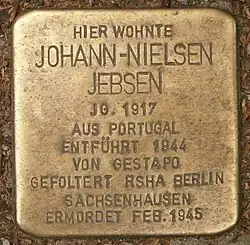 HIER WOHNTE
JOHANN-NIELSEN
JEBSEN
JG. 1917
AUS PORTUGAL
ENTFÜHRT 1944
VON GESTAPO
GEFOLTERT RSHA BERLIN
SACHSENHAUSEN
ERMORDET FEB. 1945